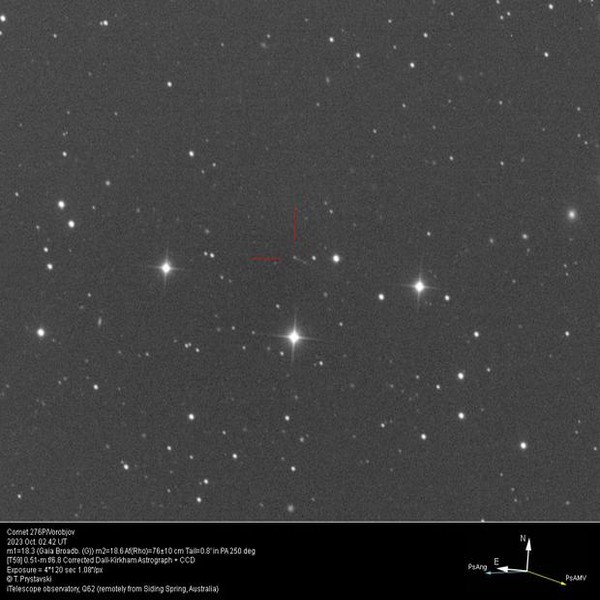 Comet 276P/Vorobjov
2023 Oct. 02.42 UT
m1=18.3 (Gaia Broadb. (G)) m2=18.6 Af(Rho)=76±10 cm Tail=0.8' in PA 250 deg
[T59] 0.51-m f6.8 Corrected Dall-Kirkham Astrograph + CCD
Exposure = 4*120 sec 1.08"/px
© T. Prystavski
iTelescope observatory, Q62 (remotely from Siding Spring, Australia)
N
PsAng E
PsAMV